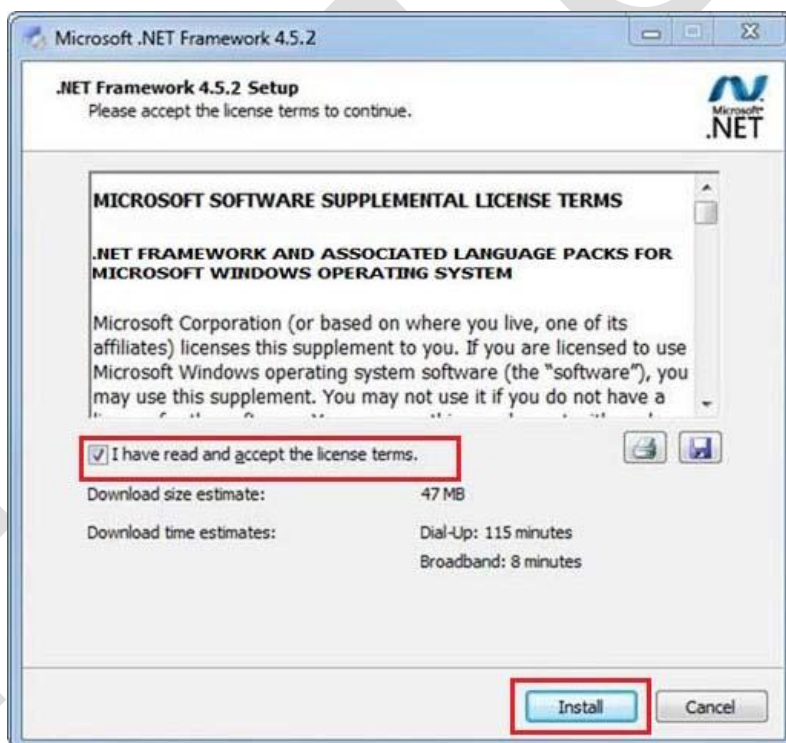 Microsoft .NET Framework 4.5.2
.NET Framework 4.5.2 Setup
Please accept the license terms to continue.
Microsoft
.NET
MICROSOFT SOFTWARE SUPPLEMENTAL LICENSE TERMS
.NET FRAMEWORK AND ASSOCIATED LANGUAGE PACKS FOR
MICROSOFT WINDOWS OPERATING SYSTEM
Microsoft Corporation (or based on where you live, one of its
affiliates) licenses this supplement to you. If you are licensed to use
Microsoft Windows operating system software (the “software”), you
may use this supplement. You may not use it if you do not have a
I have read and accept the license terms.
Download size estimate: 47 MB
Download time estimates: Dial-Up: 115 minutes
Broadband: 8 minutes
Install Cancel